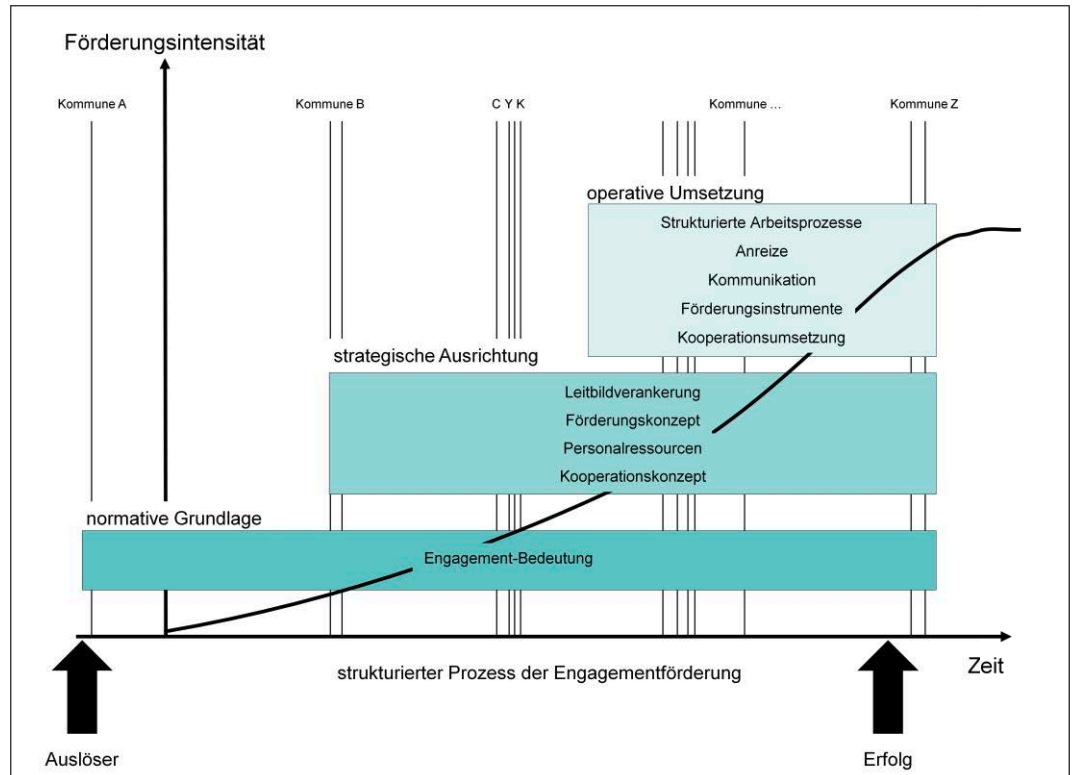 Förderungsintensität
Kommune A
Kommune B
C Y K
Kommune ...
Kommune Z
operative Umsetzung
Strukturierte Arbeitsprozesse
Anreize
Kommunikation
Förderungsinstrumente
Kooperationsumsetzung
strategische Ausrichtung
Leitbildverankerung
Förderungskonzept
Personalressourcen
Kooperationskonzept
normative Grundlage
Engagement-Bedeutung
strukturierter Prozess der Engagementförderung
Zeit
Auslöser
Erfolg